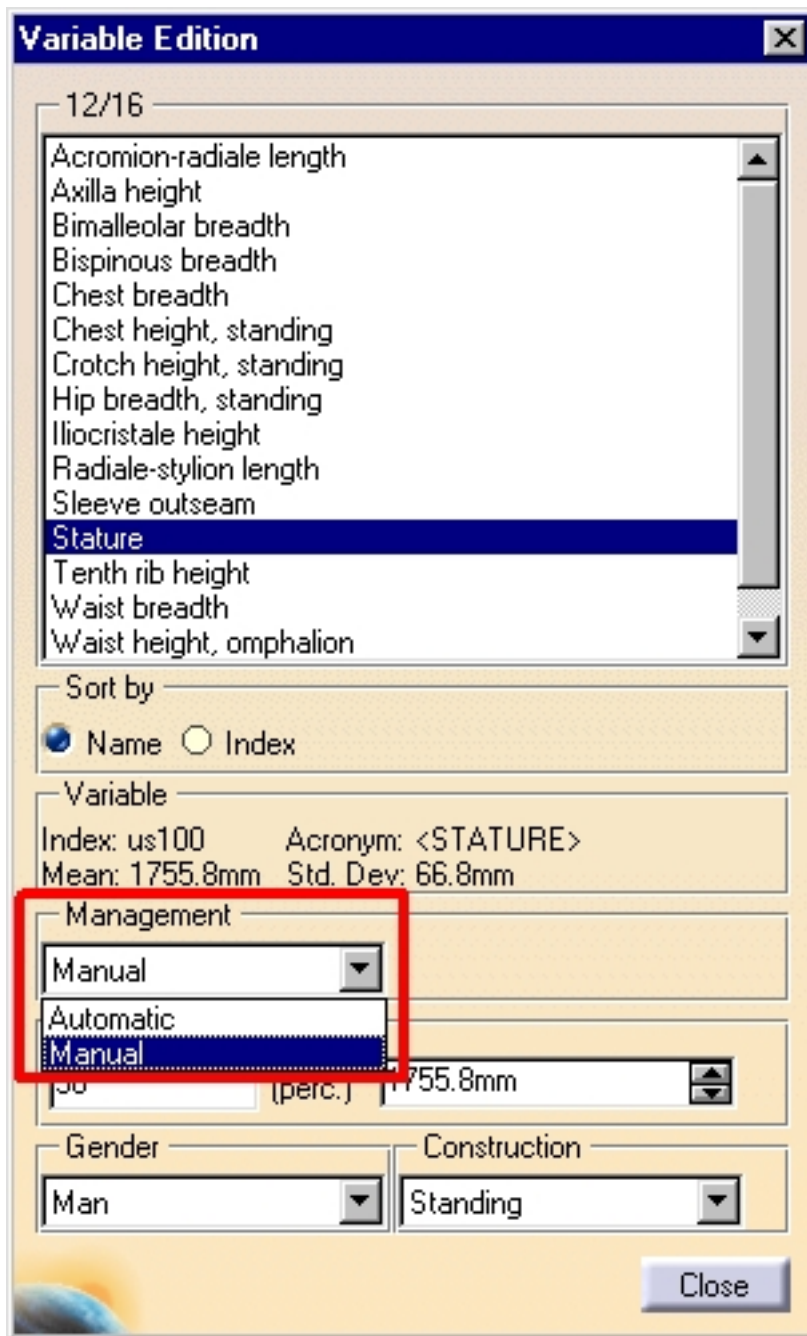 Variable Edition
12/16
Acromion-radiale length
Axilla height
Bimalleolar breadth
Bispinous breadth
Chest breadth
Chest height, standing
Crotch height, standing
Hip breadth, standing
Iliocristale height
Radiale-stylion length
Sleeve outseam
Stature
Tenth rib height
Waist breadth
Waist height, omphalion
Sort by
Name Index
Variable
Index: us100 Acronym: <STATURE>
Mean: 1755.8mm Std. Dev: 66.8mm
Management
Manual
Automatic
Manual
(perc.) 1755.8mm
Gender Construction
Man Standing
Close